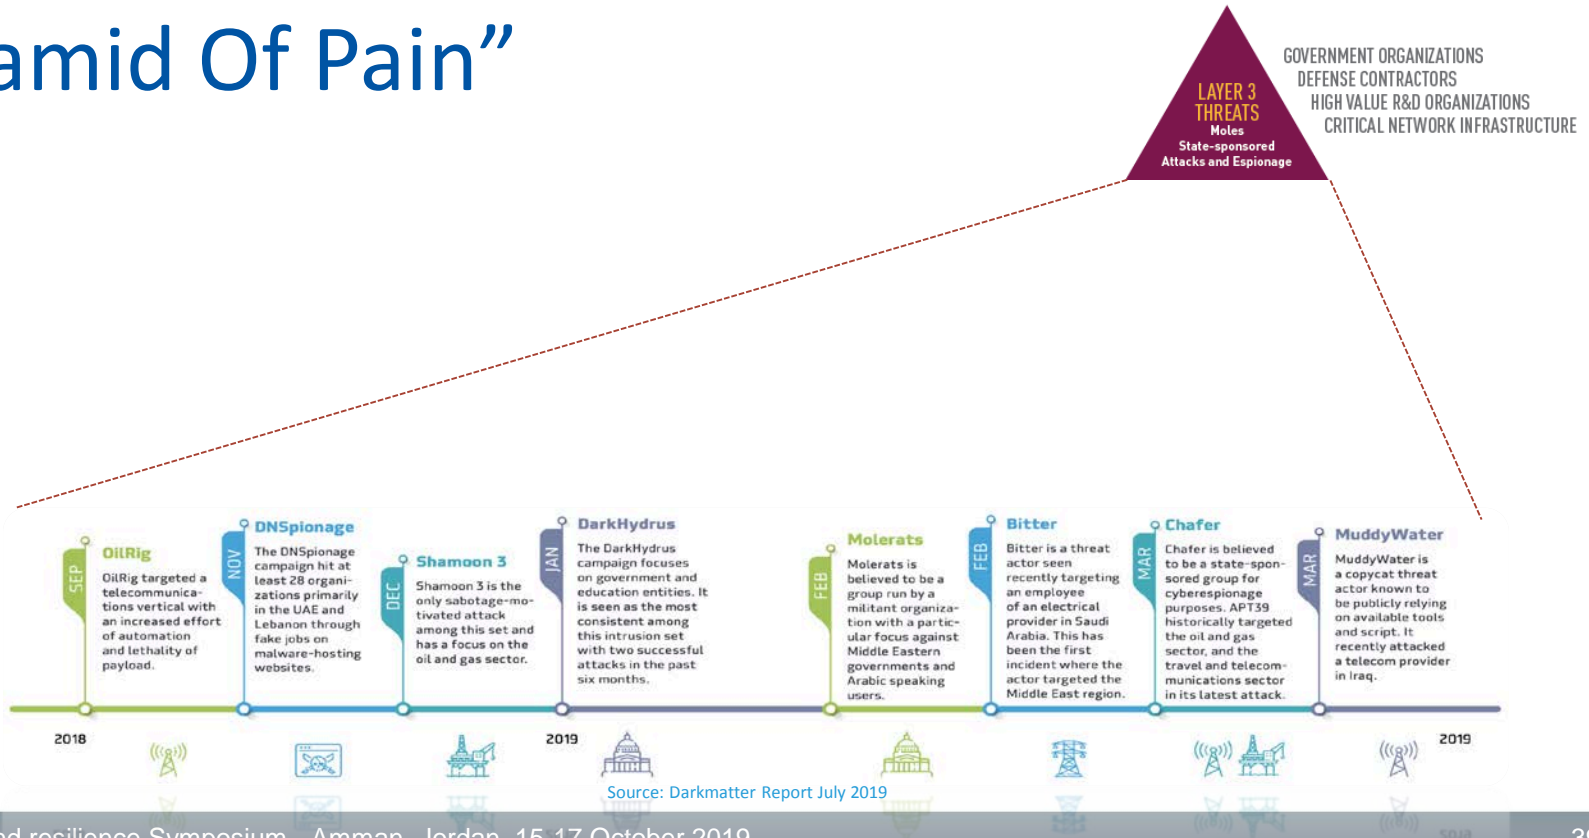 amid Of Pain”
LAYER 3
THREATS
Moles
State-sponsored
Attacks and Espionage
GOVERNMENT ORGANIZATIONS
DEFENSE CONTRACTORS
HIGH VALUE R&D ORGANIZATIONS
CRITICAL NETWORK INFRASTRUCTURE
SEP
OilRig
OilRig targeted a
telecommunica-
tions vertical with
an increased effort
of automation
and lethality of
payload.
NOV
DNSpionage
The DNSpionage
campaign hit at
least 28 organi-
zations primarily
in the UAE and
Lebanon through
fake jobs on
malware-hosting
websites.
DEC
Shamoon 3
Shamoon 3 is the
only sabotage-mo-
tivated attack
among this set and
has a focus on the
oil and gas sector.
JAN
DarkHydrus
The DarkHydrus
campaign focuses
on government and
education entities. It
is seen as the most
consistent among
this intrusion set
with two successful
attacks in the past
six months.
FEB
Molerats
Molerats is
believed to be a
group run by a
militant organiza-
tion with a partic-
ular focus against
Middle Eastern
governments and
Arabic speaking
users.
FEB
Bitter
Bitter is a threat
actor seen
recently targeting
an employee
of an electrical
provider in Saudi
Arabia. This has
been the first
incident where the
actor targeted the
Middle East region.
MAR
Chafer
Chafer is believed
to be a state-spon-
sored group for
cyberespionage
purposes. APT39
historically targeted
the oil and gas
sector, and the
travel and telecom-
munications sector
in its latest attack.
MAR
MuddyWater
MuddyWater is
a copycat threat
actor known to
be publicly relying
on available tools
and script. It
recently attacked
a telecom provider
in Iraq.
2018
2019
2019
Source: Darkmatter Report July 2019
nd resilience Symposium - Amman, Jordan, 15-17 October 2019